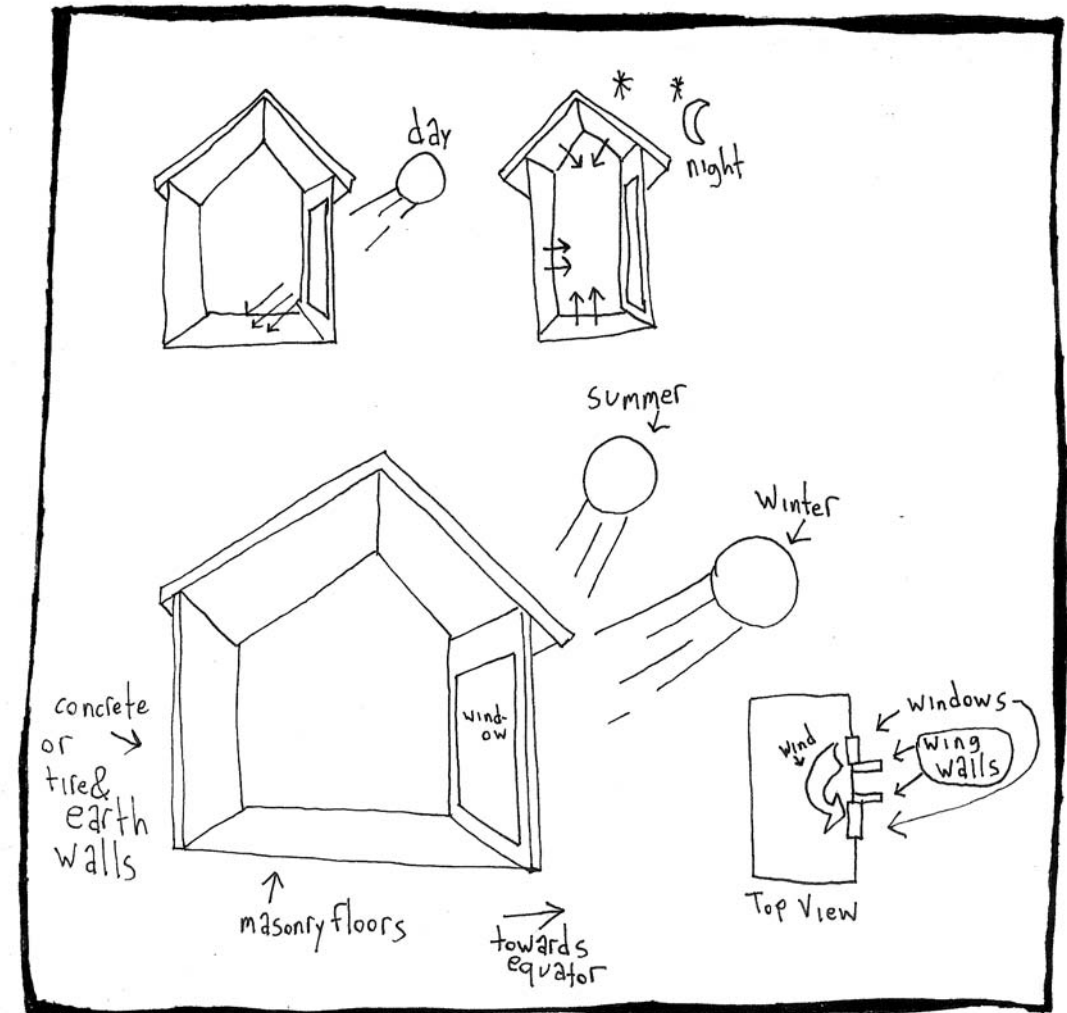 day
night
summer
Winter
wind-
ow
concrete
or
tire&
earth
walls
masonry floors
towards
equator
windows
wing
walls
wind
Top View